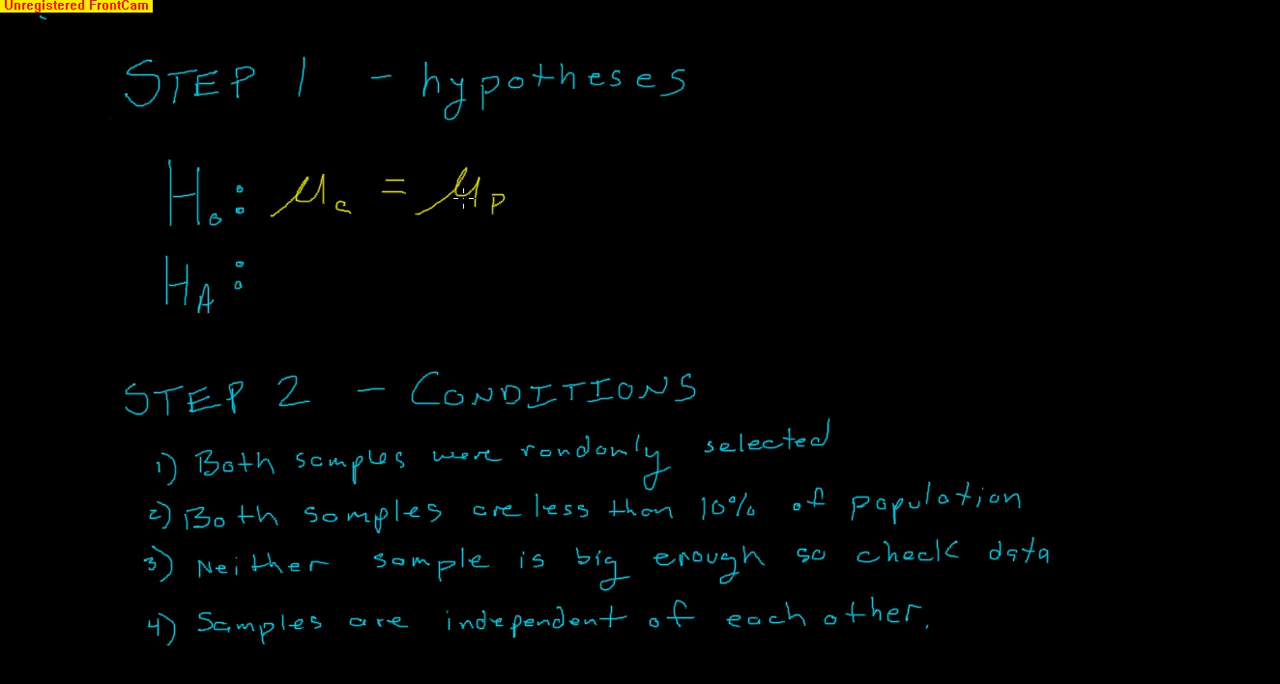 Unregistered FrontCam
STEP 1 - hypotheses
H₀: μc = μp
HA:
STEP 2 - CONDITIONS
1) Both samples were randomly selected
2) Both samples are less than 10% of population
3) Neither sample is big enough so check data
4) Samples are independent of each other.